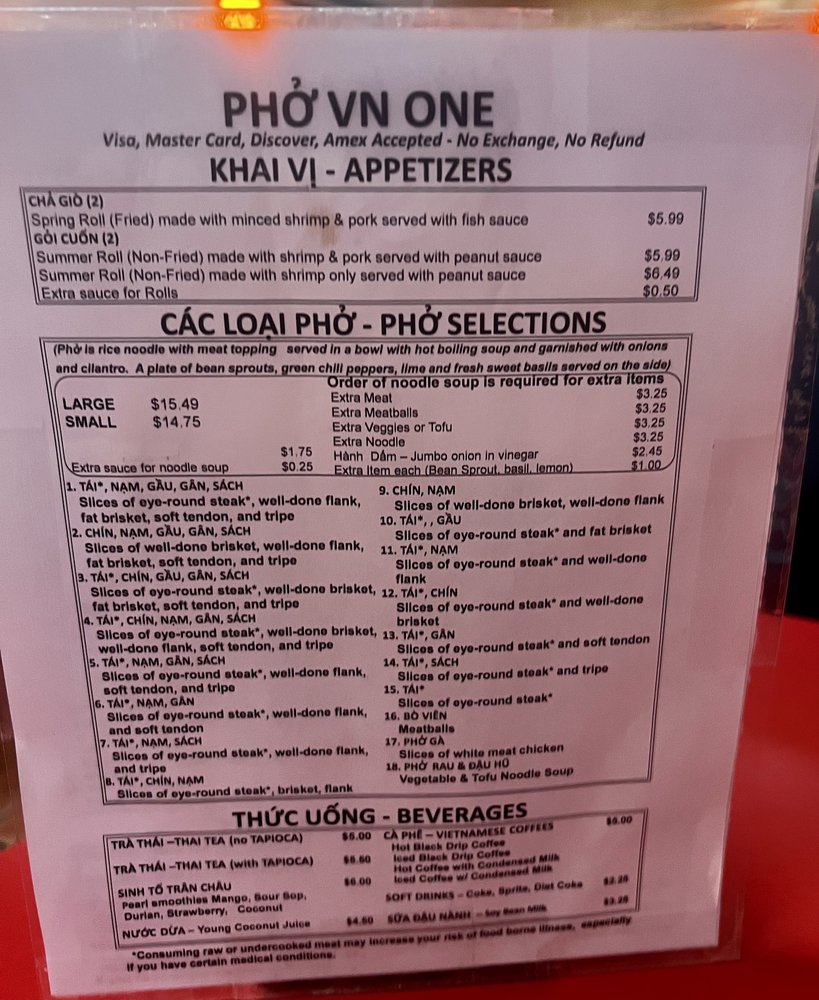 PHỞ VN ONE
Visa, Master Card, Discover, Amex Accepted - No Exchange, No Refund
KHAI VỊ - APPETIZERS
CHẢ GIÒ (2)
Spring Roll (Fried) made with minced shrimp & pork served with fish sauce $5.99
GỎI CUỐN (2)
Summer Roll (Non-Fried) made with shrimp & pork served with peanut sauce $5.99
Summer Roll (Non-Fried) made with shrimp only served with peanut sauce $6.49
Extra sauce for Rolls $0.50
CÁC LOẠI PHỞ - PHỞ SELECTIONS
(Phở is rice noodle with meat topping served in a bowl with hot boiling soup and garnished with onions
and cilantro. A plate of bean sprouts, green chili peppers, lime and fresh sweet basils served on the side)
Order of noodle soup is required for extra items
LARGE $15.49
SMALL $14.75
$1.75
Extra sauce for noodle soup $0.25
Extra Meat $3.25
Extra Meatballs $3.25
Extra Veggies or Tofu $3.25
Extra Noodle $3.25
Hành Dấm – Jumbo onion in vinegar $2.45
Extra Item each (Bean Sprout, basil, lemon) $1.00
1. TÁI*, NẠM, GẦU, GÂN, SÁCH
Slices of eye-round steak*, well-done flank,
fat brisket, soft tendon, and tripe
2. CHÍN, NẠM, GẦU, GÂN, SÁCH
Slices of well-done brisket, well-done flank,
fat brisket, soft tendon, and tripe
3. TÁI*, CHÍN, GẦU, GÂN, SÁCH
Slices of eye-round steak*, well-done brisket,
fat brisket, soft tendon, and tripe
4. TÁI*, CHÍN, NẠM, GÂN, SÁCH
Slices of eye-round steak*, well-done brisket,
well-done flank, soft tendon, and tripe
5. TÁI*, NẠM, GÂN, SÁCH
Slices of eye-round steak*, well-done flank,
soft tendon, and tripe
6. TÁI*, NẠM, GÂN
Slices of eye-round steak*, well-done flank,
and soft tendon
7. TÁI*, NẠM, SÁCH
Slices of eye-round steak*, well-done flank,
and tripe
8. TÁI*, CHÍN, NẠM
Slices of eye-round steak*, brisket, flank
9. CHÍN, NẠM
Slices of well-done brisket, well-done flank
10. TÁI*, , GẦU
Slices of eye-round steak* and fat brisket
11. TÁI*, NẠM
Slices of eye-round steak* and well-done
flank
12. TÁI*, CHÍN
Slices of eye-round steak* and well-done
brisket
13. TÁI*, GÂN
Slices of eye-round steak* and soft tendon
14. TÁI*, SÁCH
Slices of eye-round steak* and tripe
15. TÁI*
Slices of eye-round steak*
16. BÒ VIÊN
Meatballs
17. PHỞ GÀ
Slices of white meat chicken
18. PHỞ RAU & ĐẬU HŨ
Vegetable & Tofu Noodle Soup
THỨC UỐNG - BEVERAGES
TRÀ THÁI –THAI TEA (no TAPIOCA) $6.00
TRÀ THÁI –THAI TEA (with TAPIOCA) $6.50
SINH TỐ TRÂN CHÂU $6.00
Pearl smoothies Mango, Sour Sop,
Durian, Strawberry, Coconut
NƯỚC DỪA – Young Coconut Juice $4.50
CÀ PHÊ – VIETNAMESE COFFEES $6.00
Hot Black Drip Coffee
Iced Black Drip Coffee
Hot Coffee with Condensed Milk
Iced Coffee w/ Condensed Milk
SOFT DRINKS – Coke, Sprite, Diet Coke $2.25
SỮA ĐẬU NÀNH – Soy Bean Milk $3.25
*Consuming raw or undercooked meat may increase your risk of food borne illness, especially
if you have certain medical conditions.